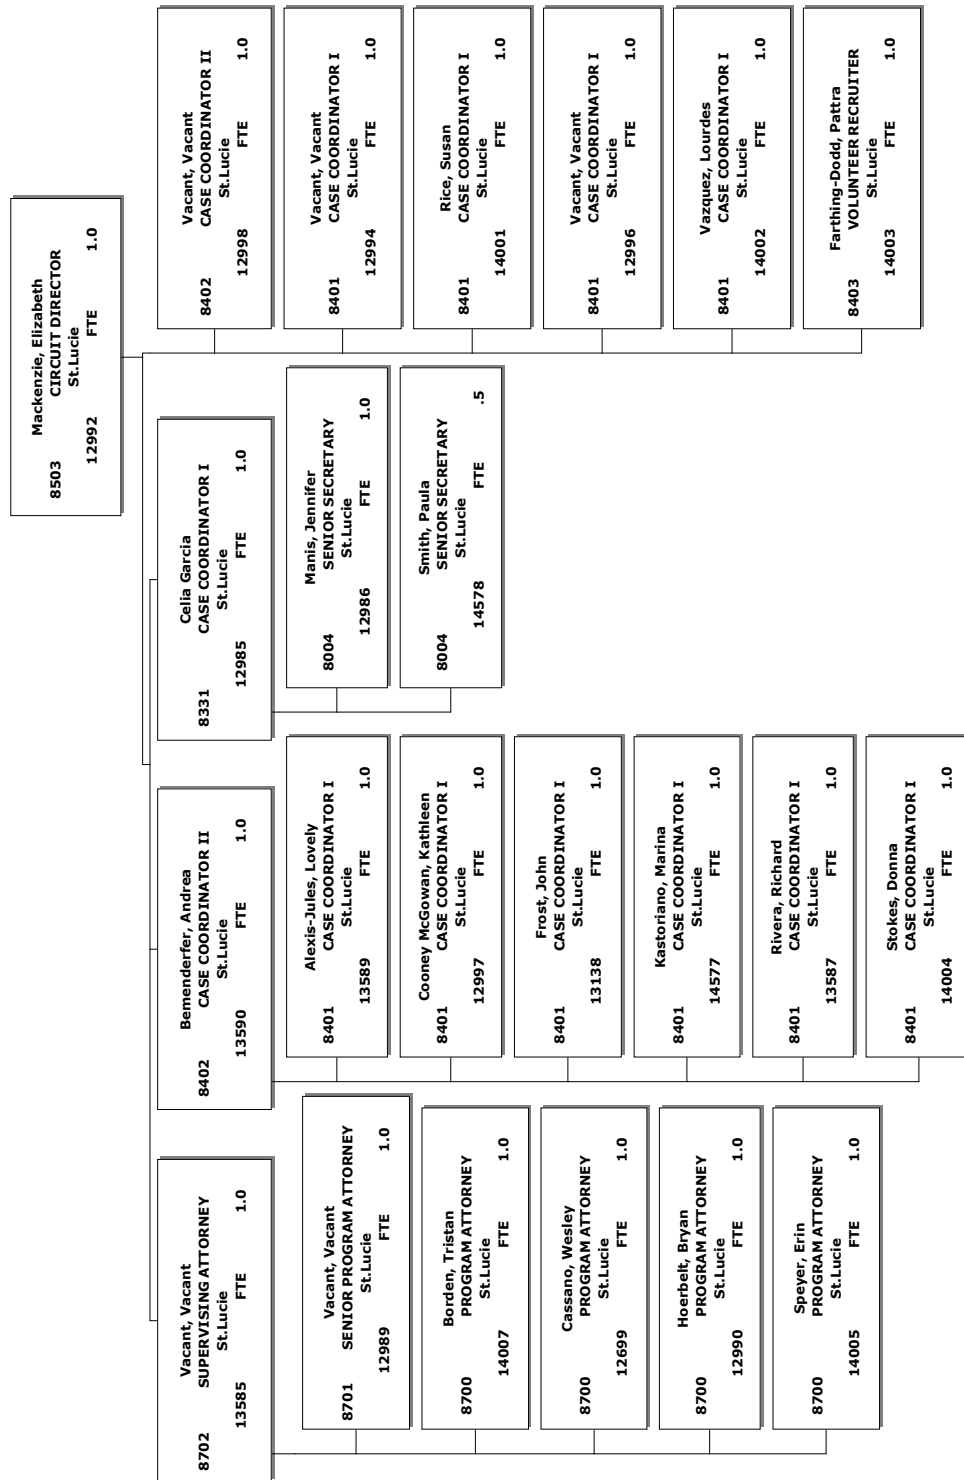 Mackenzie, Elizabeth
8503 CIRCUIT DIRECTOR
St.Lucie
12992 FTE 1.0
Vacant, Vacant
8702 SUPERVISING ATTORNEY
St.Lucie
13585 FTE 1.0
Vacant, Vacant
8701 SENIOR PROGRAM ATTORNEY
St.Lucie
12989 FTE 1.0
Borden, Tristan
8700 PROGRAM ATTORNEY
St.Lucie
14007 FTE 1.0
Cassano, Wesley
8700 PROGRAM ATTORNEY
St.Lucie
12699 FTE 1.0
Hoerbelt, Bryan
8700 PROGRAM ATTORNEY
St.Lucie
12990 FTE 1.0
Speyer, Erin
8700 PROGRAM ATTORNEY
St.Lucie
14005 FTE 1.0
Bemenderfer, Andrea
8402 CASE COORDINATOR II
St.Lucie
13590 FTE 1.0
Alexis-Jules, Lovely
8401 CASE COORDINATOR I
St.Lucie
13589 FTE 1.0
Cooney McGowan, Kathleen
8401 CASE COORDINATOR I
St.Lucie
12997 FTE 1.0
Frost, John
8401 CASE COORDINATOR I
St.Lucie
13138 FTE 1.0
Kastoriano, Marina
8401 CASE COORDINATOR I
St.Lucie
14577 FTE 1.0
Rivera, Richard
8401 CASE COORDINATOR I
St.Lucie
13587 FTE 1.0
Stokes, Donna
8401 CASE COORDINATOR I
St.Lucie
14004 FTE 1.0
Celia Garcia
8331 CASE COORDINATOR I
St.Lucie
12985 FTE 1.0
Manis, Jennifer
8004 SENIOR SECRETARY
St.Lucie
12986 FTE 1.0
Smith, Paula
8004 SENIOR SECRETARY
St.Lucie
14578 FTE .5
Vacant, Vacant
8402 CASE COORDINATOR II
St.Lucie
12998 FTE 1.0
Vacant, Vacant
8401 CASE COORDINATOR I
St.Lucie
12994 FTE 1.0
Rice, Susan
8401 CASE COORDINATOR I
St.Lucie
14001 FTE 1.0
Vacant, Vacant
8401 CASE COORDINATOR I
St.Lucie
12996 FTE 1.0
Vazquez, Lourdes
8401 CASE COORDINATOR I
St.Lucie
14002 FTE 1.0
Farthing-Dodd, Pattra
8403 VOLUNTEER RECRUITER
St.Lucie
14003 FTE 1.0